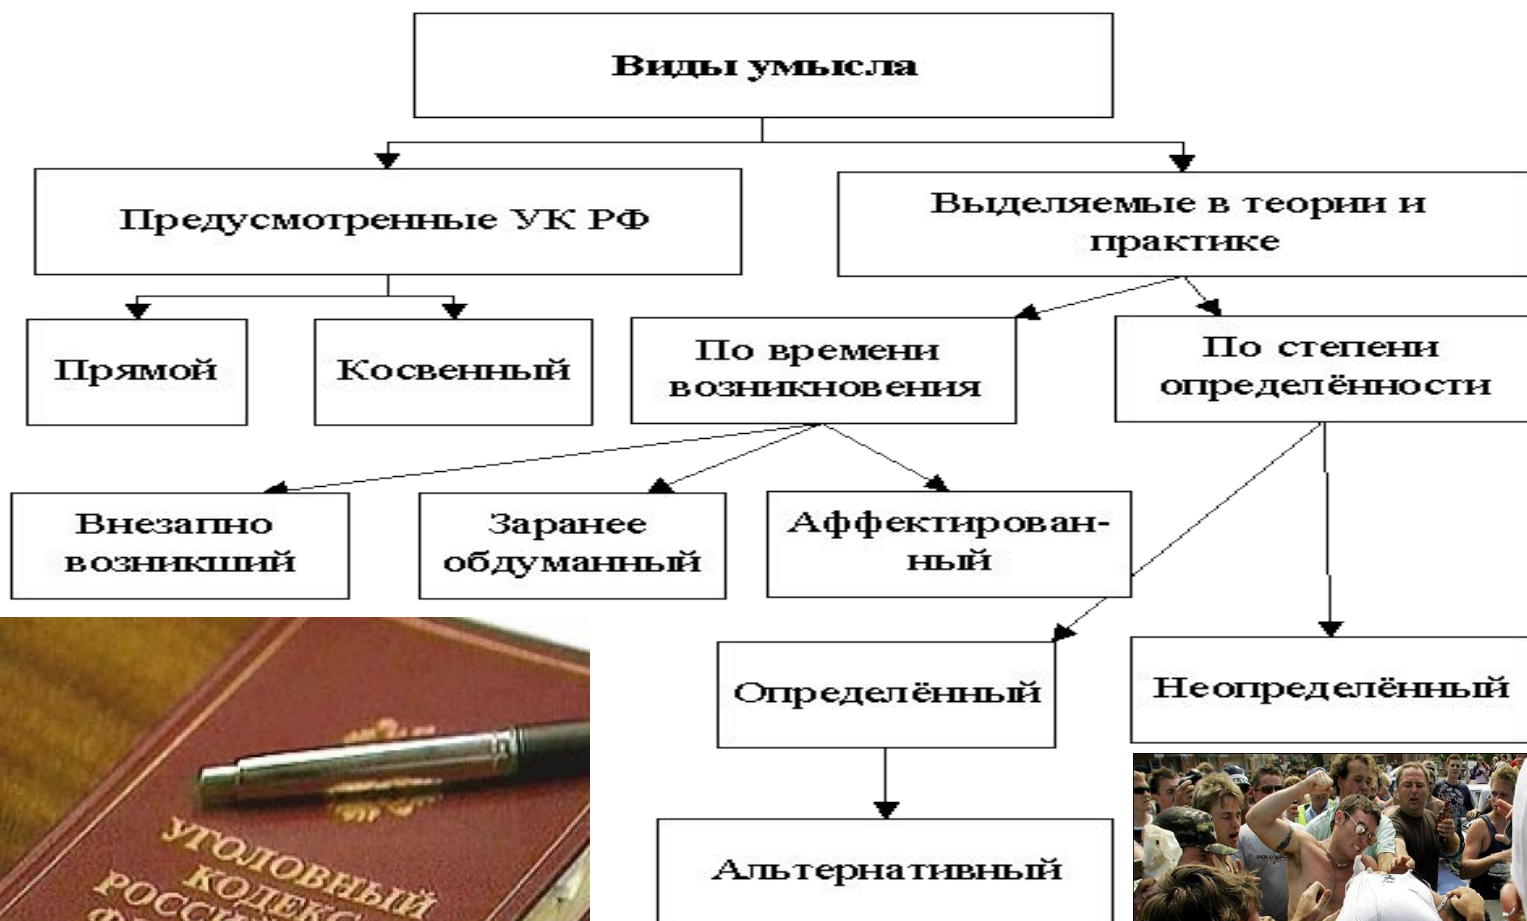 Виды умысла
Предусмотренные УК РФ
Выделяемые в теории и
практике
Прямой
Косвенный
По времени
возникновения
По степени
определённости
Внезапно
возникший
Заранее
обдуманный
Аффектирован-
ный
Определённый
Неопределённый
Альтернативный
УГОЛОВНЫЙ
КОДЕКС